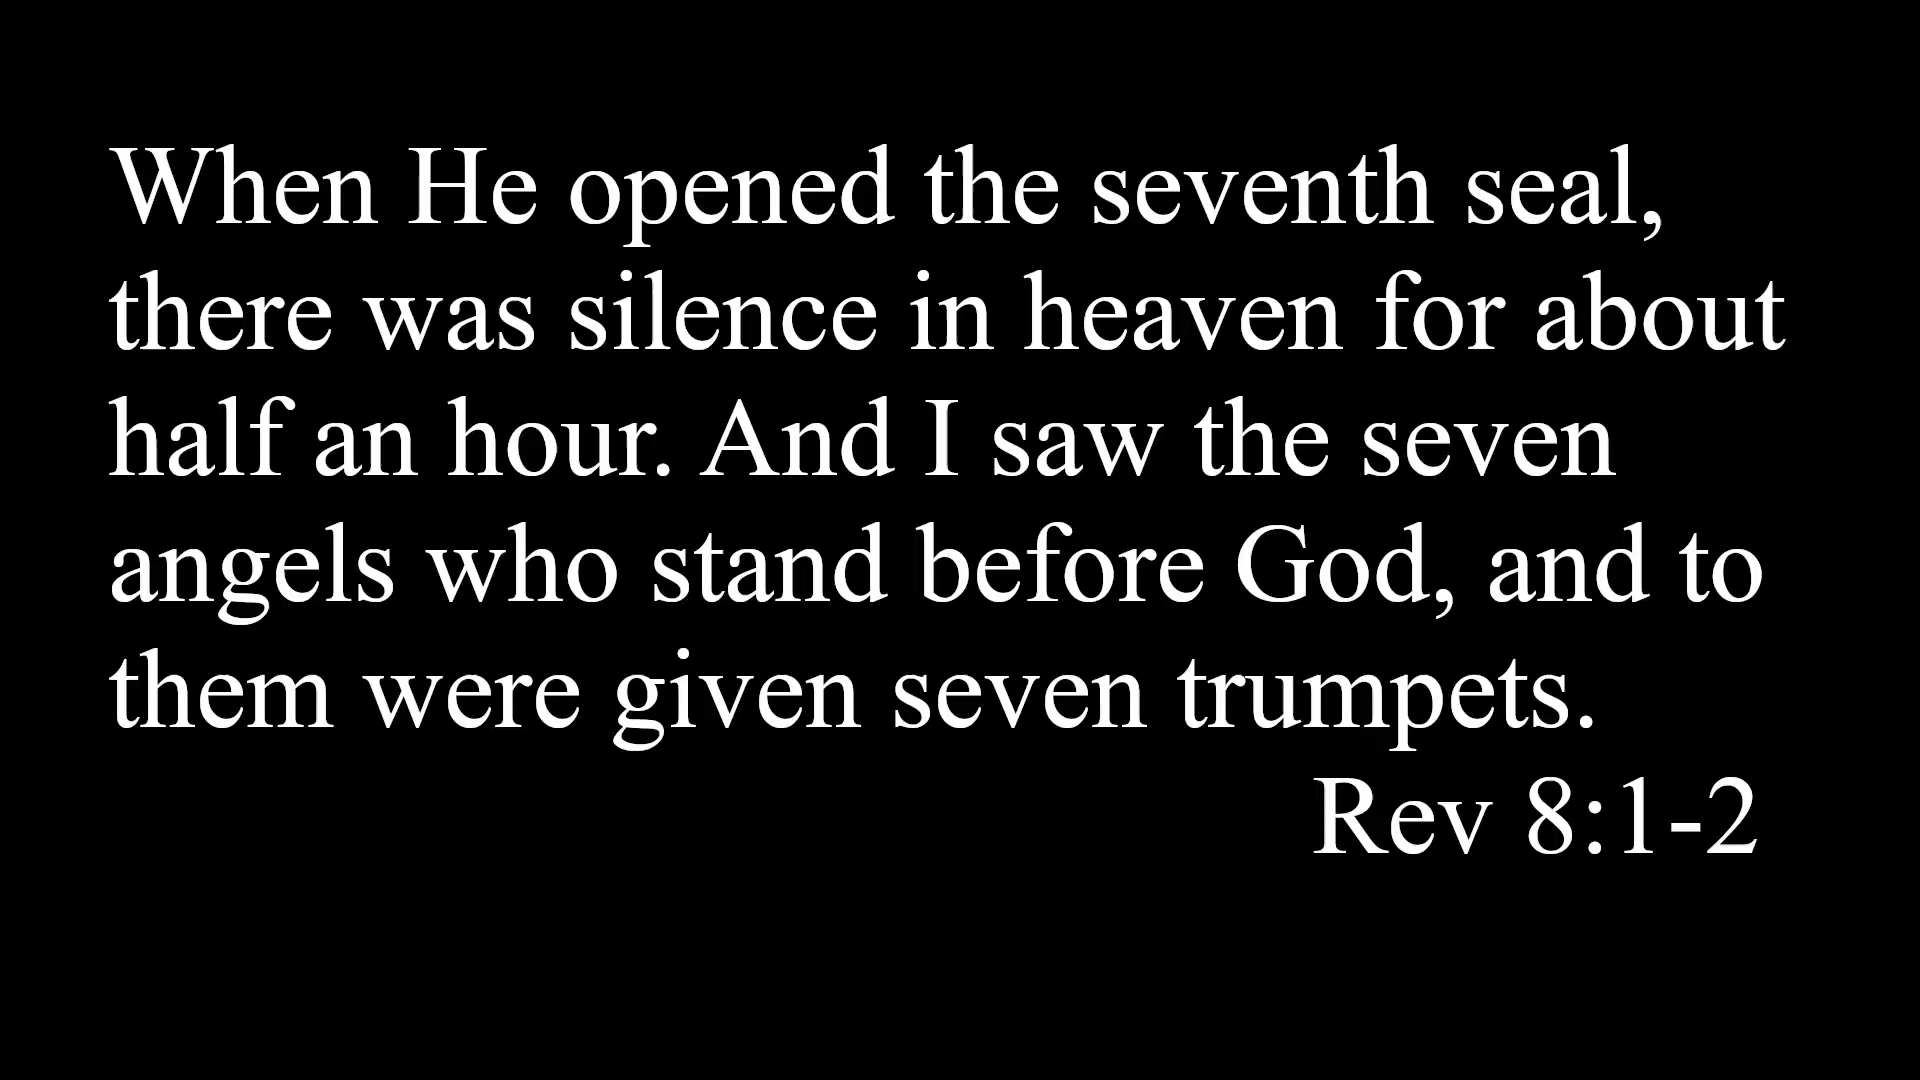 When He opened the seventh seal,
there was silence in heaven for about
half an hour. And I saw the seven
angels who stand before God, and to
them were given seven trumpets.
Rev 8:1-2